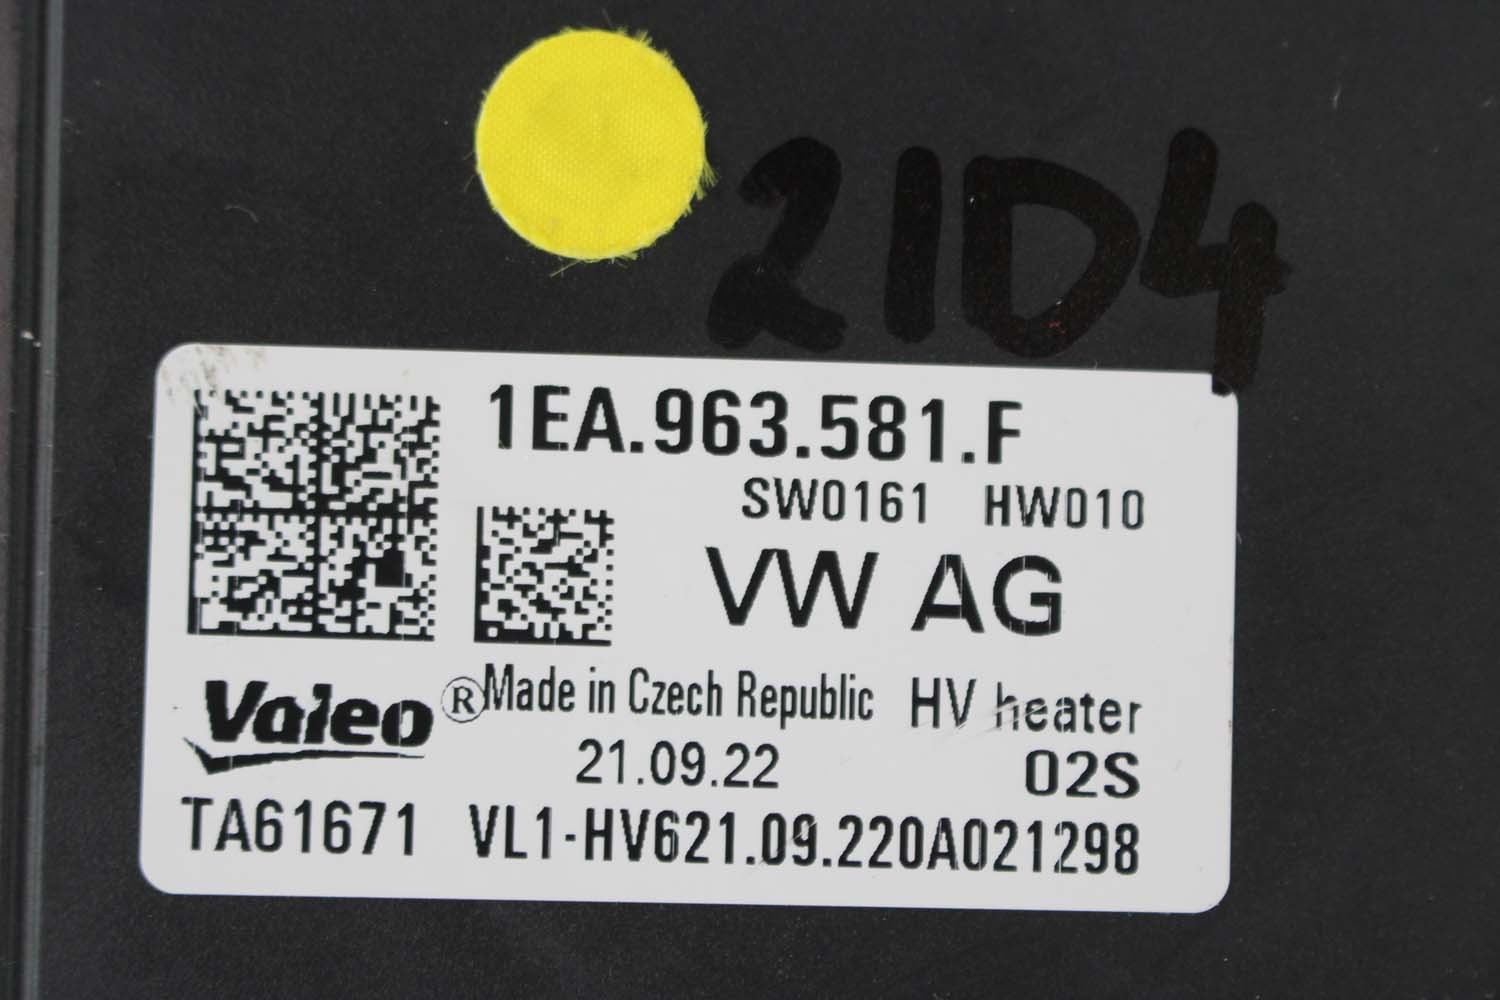 21D4
1EA.963.581.F
SW0161 HW010
VW AG
Valeo ® Made in Czech Republic HV heater
21.09.22 02S
TA61671 VL1-HV621.09.220A021298